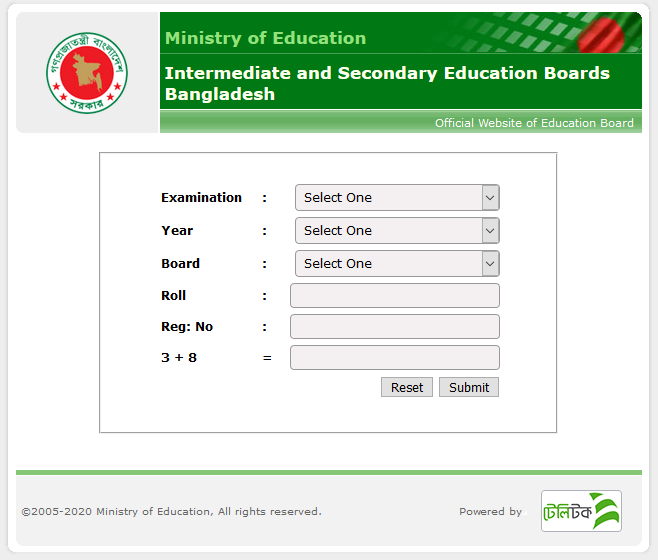 গণপ্রজাতন্ত্রী বাংলাদেশ
সরকার
Ministry of Education
Intermediate and Secondary Education Boards
Bangladesh
Official Website of Education Board
Examination : Select One
Year : Select One
Board : Select One
Roll :
Reg: No :
3 + 8 =
Reset Submit
©2005-2020 Ministry of Education, All rights reserved. Powered by টেলিটক